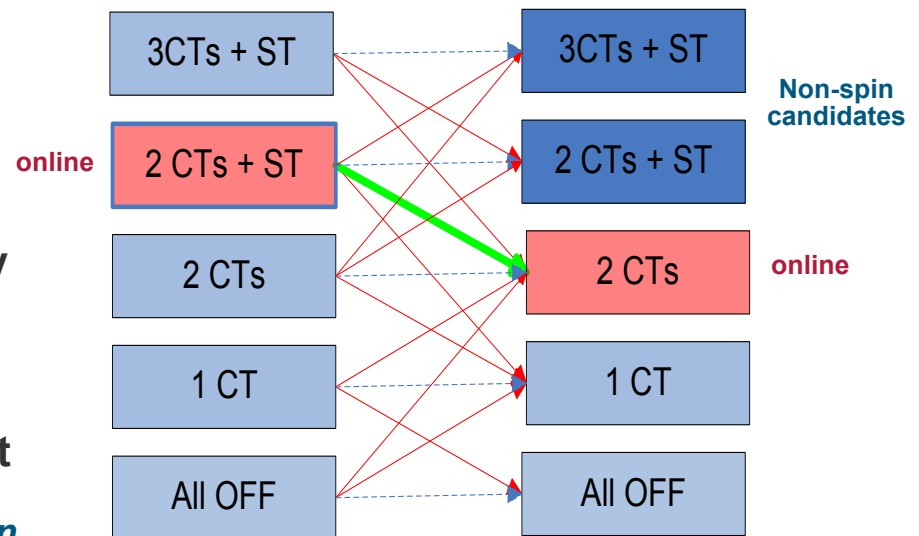 3CTs + ST
3CTs + ST
Non-spin
candidates
online
2 CTs + ST
2 CTs + ST
2 CTs
2 CTs
online
1 CT
1 CT
All OFF
All OFF